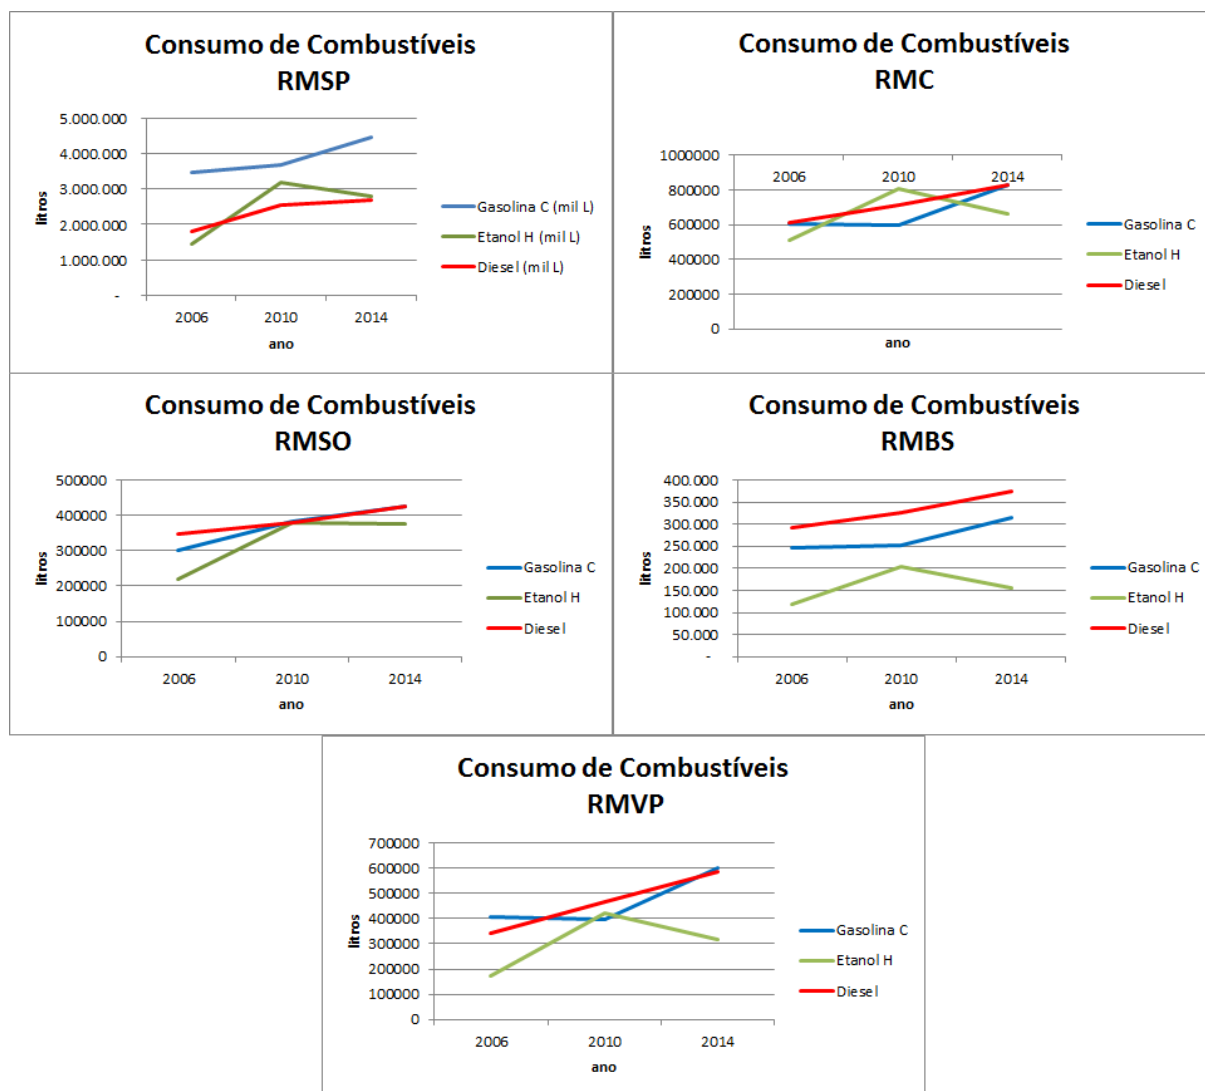 Consumo de Combustíveis
RMSP
5.000.000
4.000.000
3.000.000
2.000.000
1.000.000
-
litros
2006 2010 2014
ano
Gasolina C (mil L)
Etanol H (mil L)
Diesel (mil L)
Consumo de Combustíveis
RMC
1000000
800000
600000
400000
200000
0
litros
2006 2010 2014
ano
Gasolina C
Etanol H
Diesel
Consumo de Combustíveis
RMSO
500000
400000
300000
200000
100000
0
litros
2006 2010 2014
ano
Gasolina C
Etanol H
Diesel
Consumo de Combustíveis
RMBS
400.000
350.000
300.000
250.000
200.000
150.000
100.000
50.000
-
litros
2006 2010 2014
ano
Gasolina C
Etanol H
Diesel
Consumo de Combustíveis
RMVP
700000
600000
500000
400000
300000
200000
100000
0
litros
2006 2010 2014
ano
Gasolina C
Etanol H
Diesel